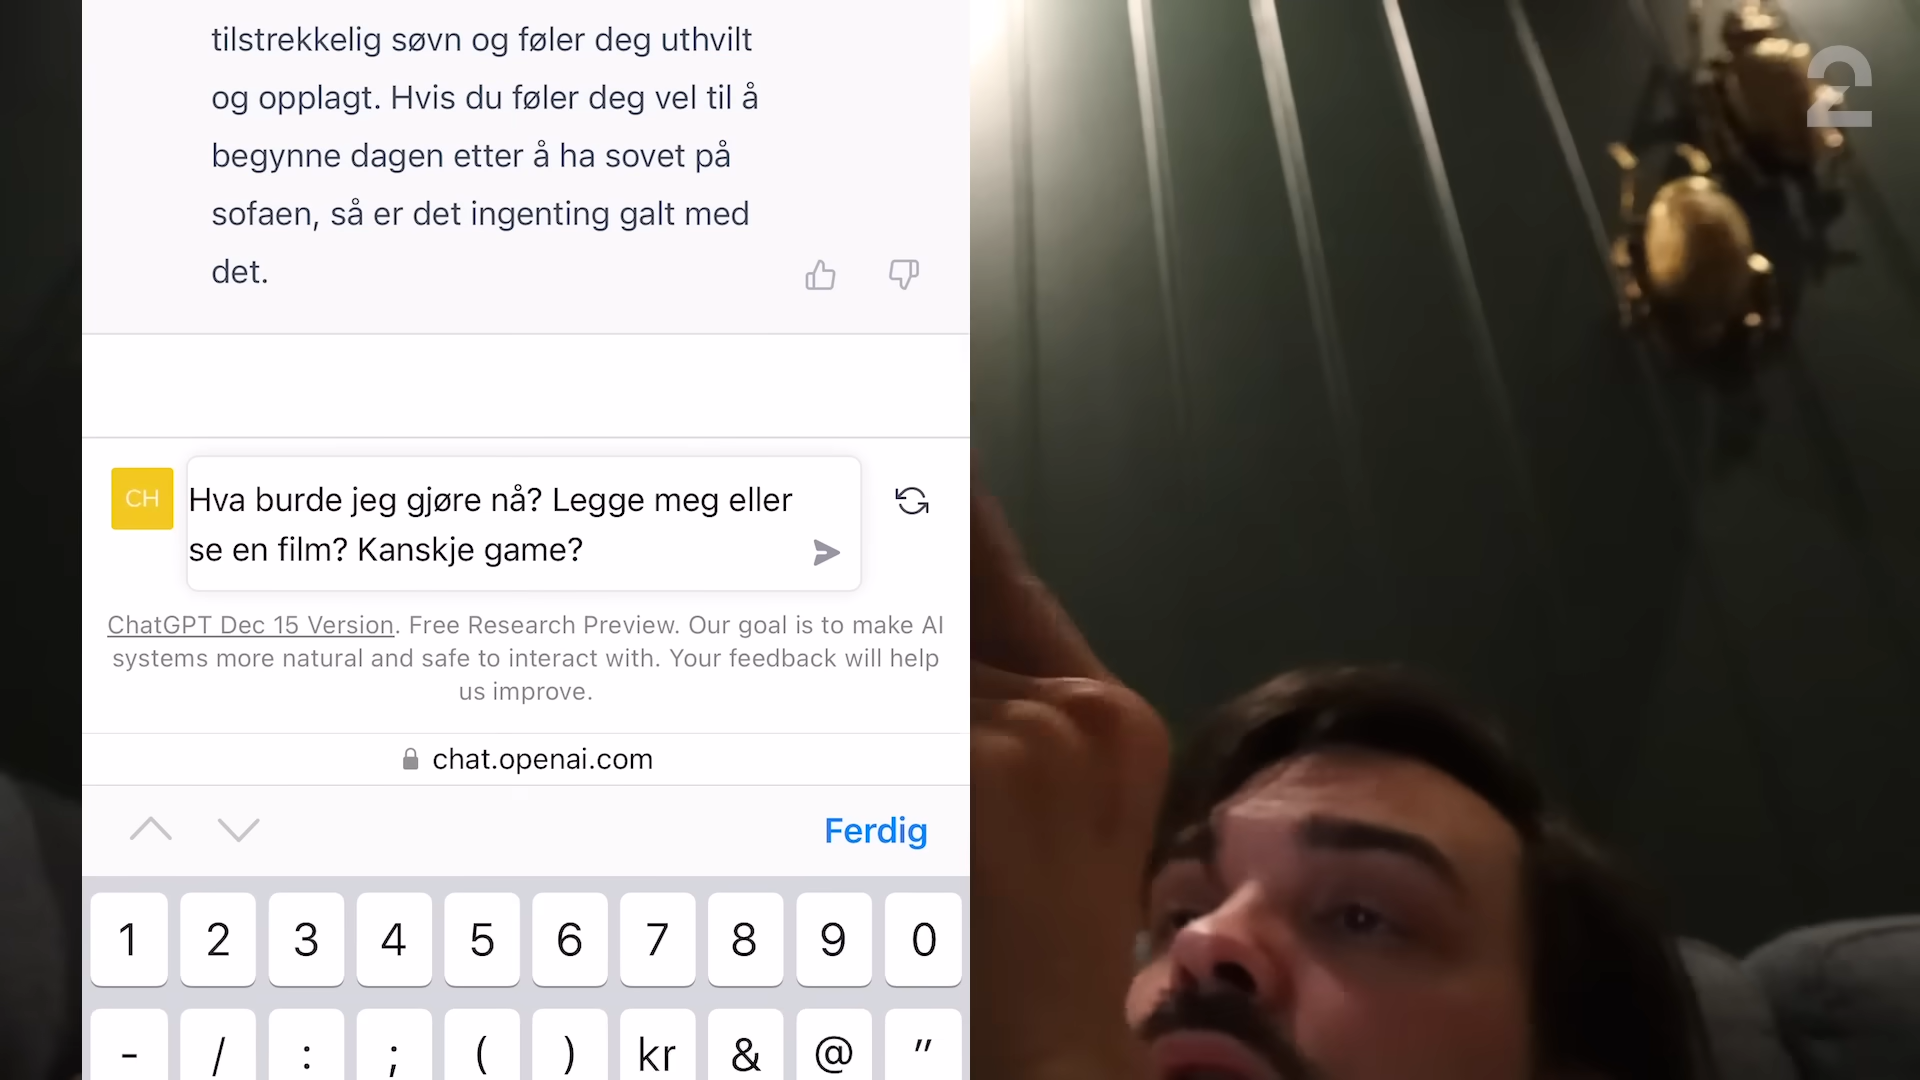 tilstrekkelig søvn og føler deg uthvilt
og opplagt. Hvis du føler deg vel til å
begynne dagen etter å ha sovet på
sofaen, så er det ingenting galt med
det.
CH
Hva burde jeg gjøre nå? Legge meg eller
se en film? Kanskje game?
ChatGPT Dec 15 Version. Free Research Preview. Our goal is to make AI
systems more natural and safe to interact with. Your feedback will help
us improve.
chat.openai.com
Ferdig
1 2 3 4 5 6 7 8 9 0
- / : ; ( ) kr & @ "
2